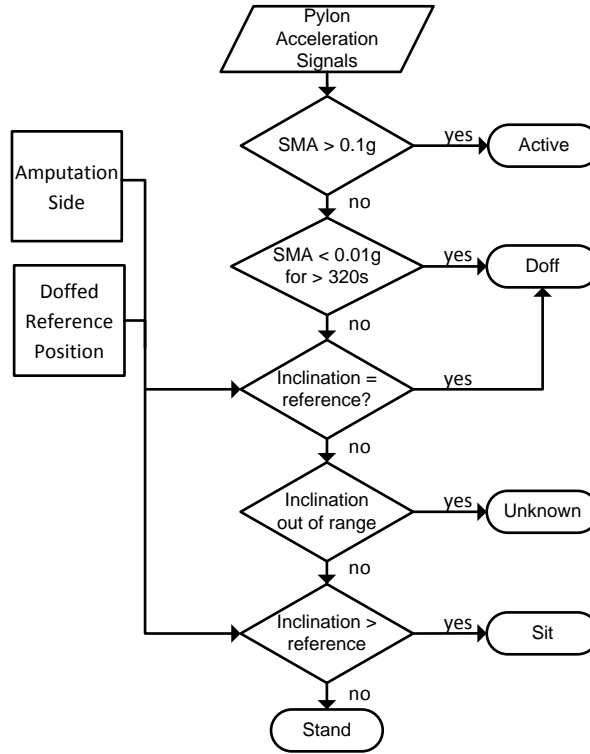 Pylon
Acceleration
Signals
SMA > 0.1g
yes
Active
no
Amputation
Side
SMA < 0.01g
for > 320s
yes
Doff
Doffed
Reference
Position
no
Inclination =
reference?
yes
no
Inclination
out of range
yes
Unknown
no
Inclination >
reference
yes
Sit
no
Stand